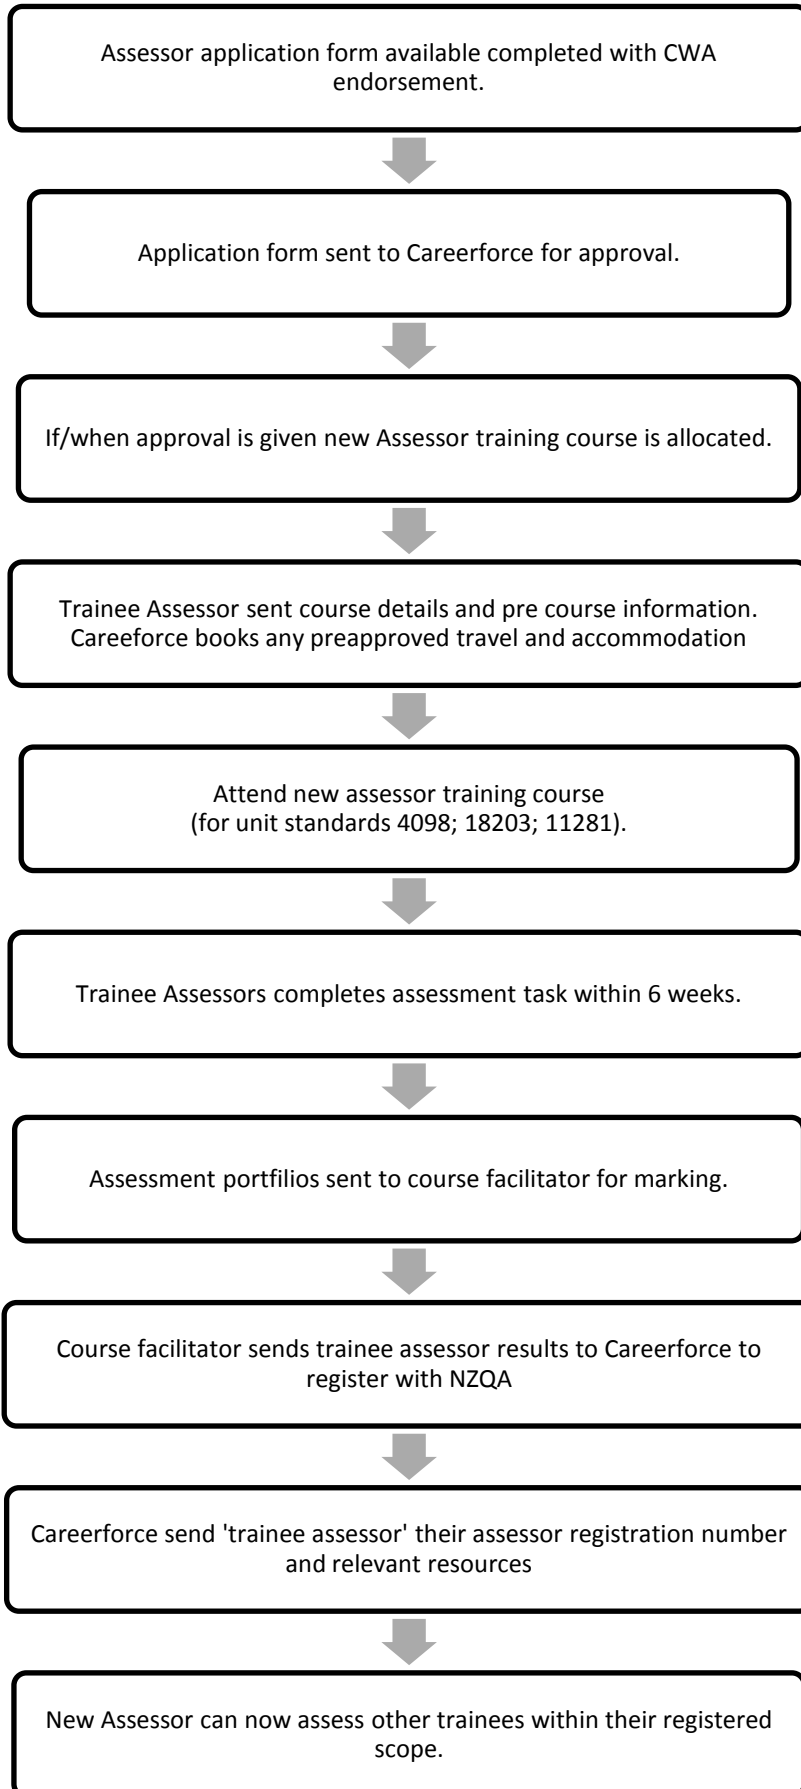 Assessor application form available completed with CWA
endorsement.
Application form sent to Careerforce for approval.
If/when approval is given new Assessor training course is allocated.
Trainee Assessor sent course details and pre course information.
Careeforce books any preapproved travel and accommodation
Attend new assessor training course
(for unit standards 4098; 18203; 11281).
Trainee Assessors completes assessment task within 6 weeks.
Assessment portfilios sent to course facilitator for marking.
Course facilitator sends trainee assessor results to Careerforce to
register with NZQA
Careerforce send 'trainee assessor' their assessor registration number
and relevant resources
New Assessor can now assess other trainees within their registered
scope.